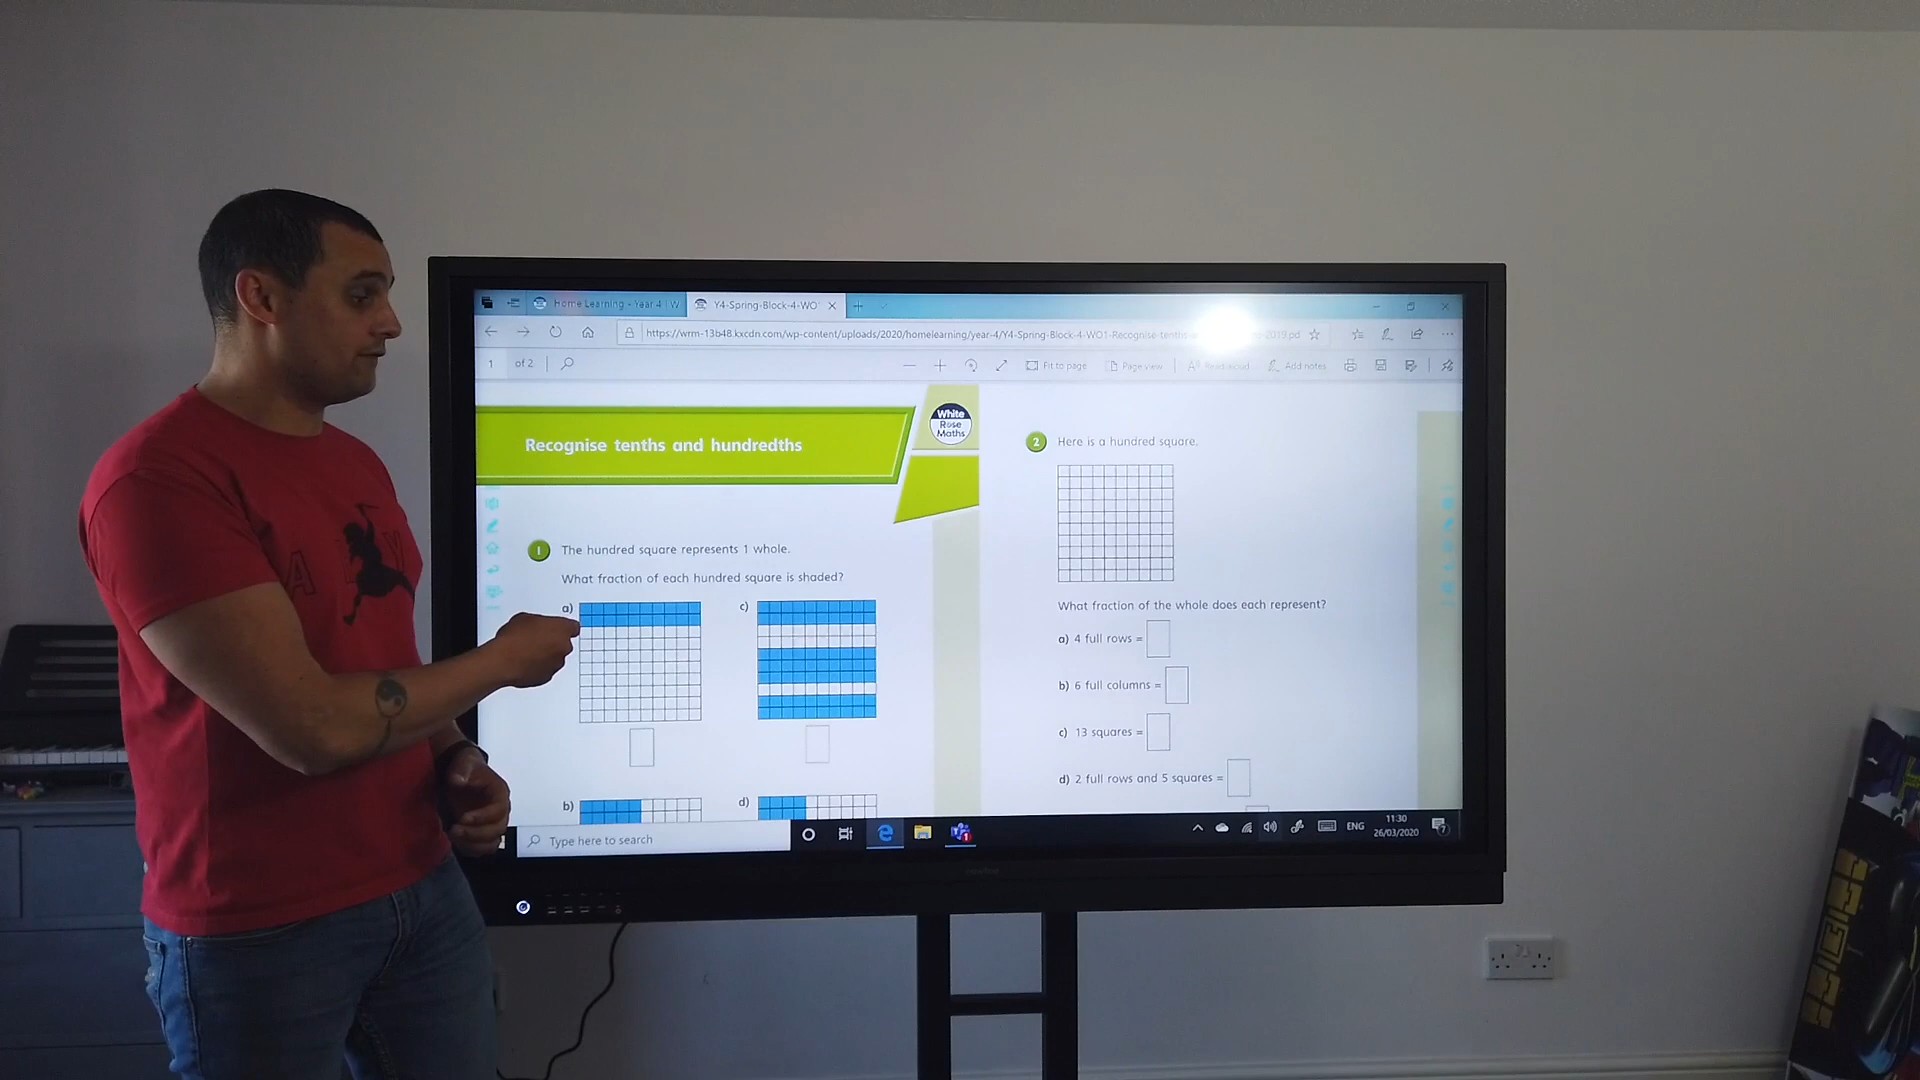 Home Learning - Year 4 | W
Y4-Spring-Block-4-WO
https://wrm-13b48.kxcdn.com/wp-content/uploads/2020/homelearning/year-4/Y4-Spring-Block-4-WO1-Recognise-tenths-
-2019.pd
1 of 2
Fit to page
Page view
Read aloud
Add notes
White
Rose
Maths
Recognise tenths and hundredths
1 The hundred square represents 1 whole.
What fraction of each hundred square is shaded?
a)
c)
b)
d)
2 Here is a hundred square.
What fraction of the whole does each represent?
a) 4 full rows =
b) 6 full columns =
c) 13 squares =
d) 2 full rows and 5 squares =
Type here to search
ENG
11:30
26/03/2020
7